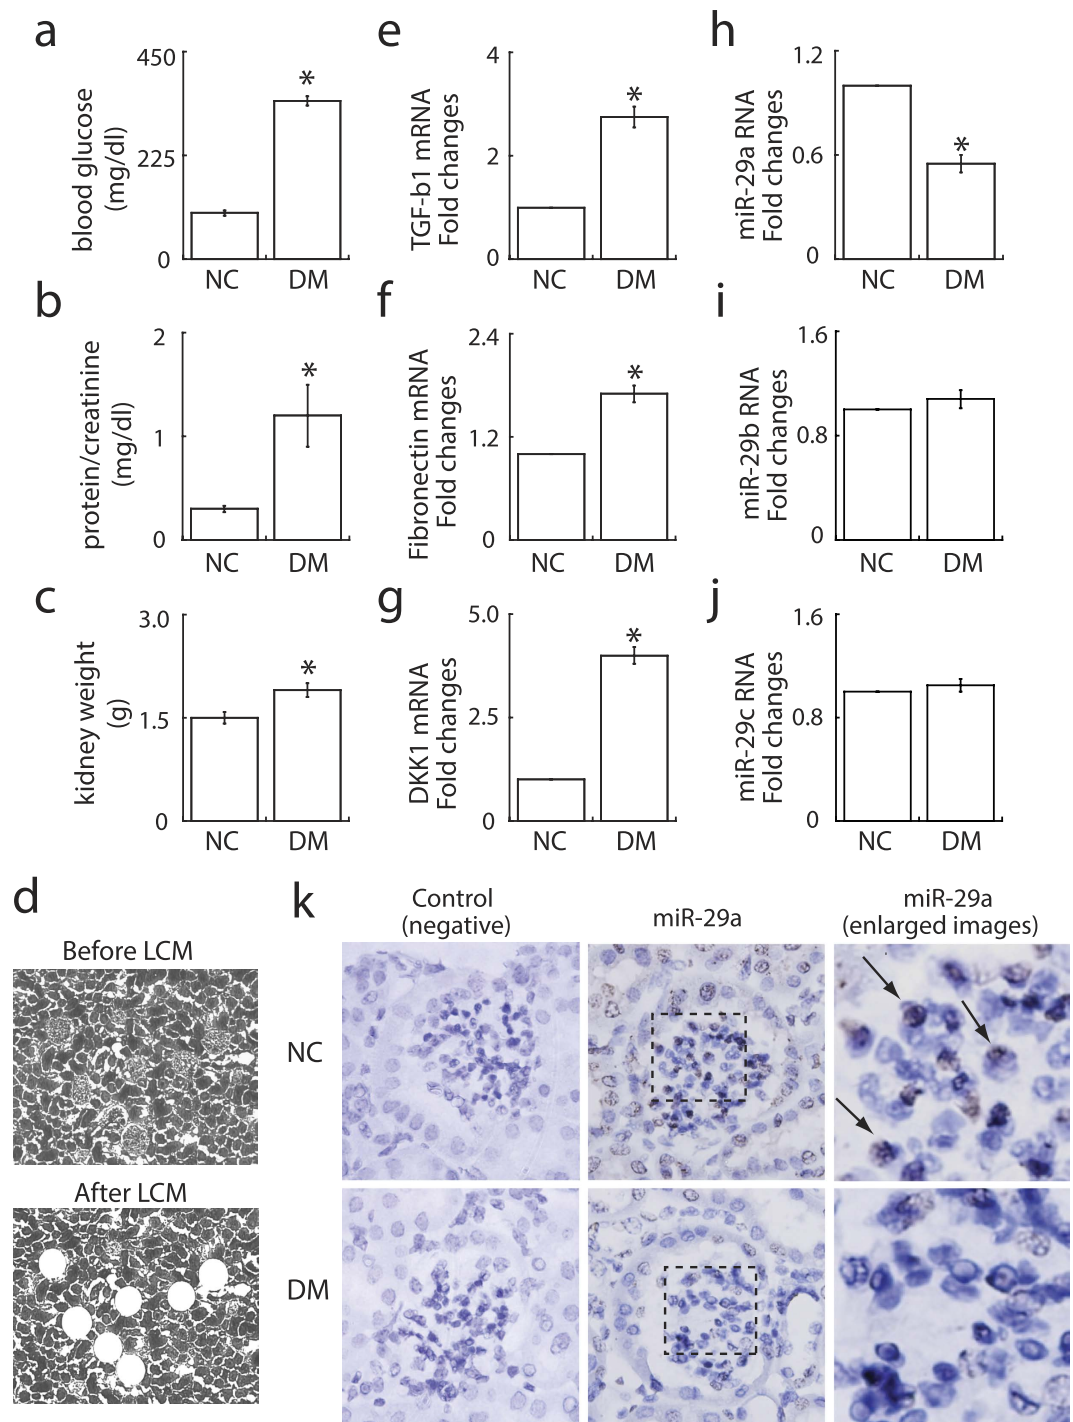 a
450
225
0
blood glucose
(mg/dl)
*
NC
DM
b
2
1
0
protein/creatinine
(mg/dl)
*
NC
DM
c
3.0
1.5
0
kidney weight
(g)
*
NC
DM
d
Before LCM
After LCM
e
4
2
0
TGF-b1 mRNA
Fold changes
*
NC
DM
f
2.4
1.2
0
Fibronectin mRNA
Fold changes
*
NC
DM
g
5.0
2.5
0
DKK1 mRNA
Fold changes
*
NC
DM
h
1.2
0.6
0
miR-29a RNA
Fold changes
*
NC
DM
i
1.6
0.8
0
miR-29b RNA
Fold changes
NC
DM
j
1.6
0.8
0
miR-29c RNA
Fold changes
NC
DM
k
Control
(negative)
miR-29a
miR-29a
(enlarged images)
NC
DM